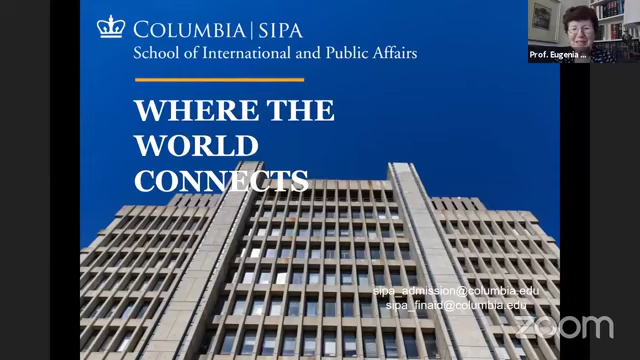 COLUMBIA | SIPA
School of International and Public Affairs
WHERE THE
WORLD
CONNECTS
sipa_admission@columbia.edu
sipa_finaid@columbia.edu
Prof. Eugenia ...
zoom